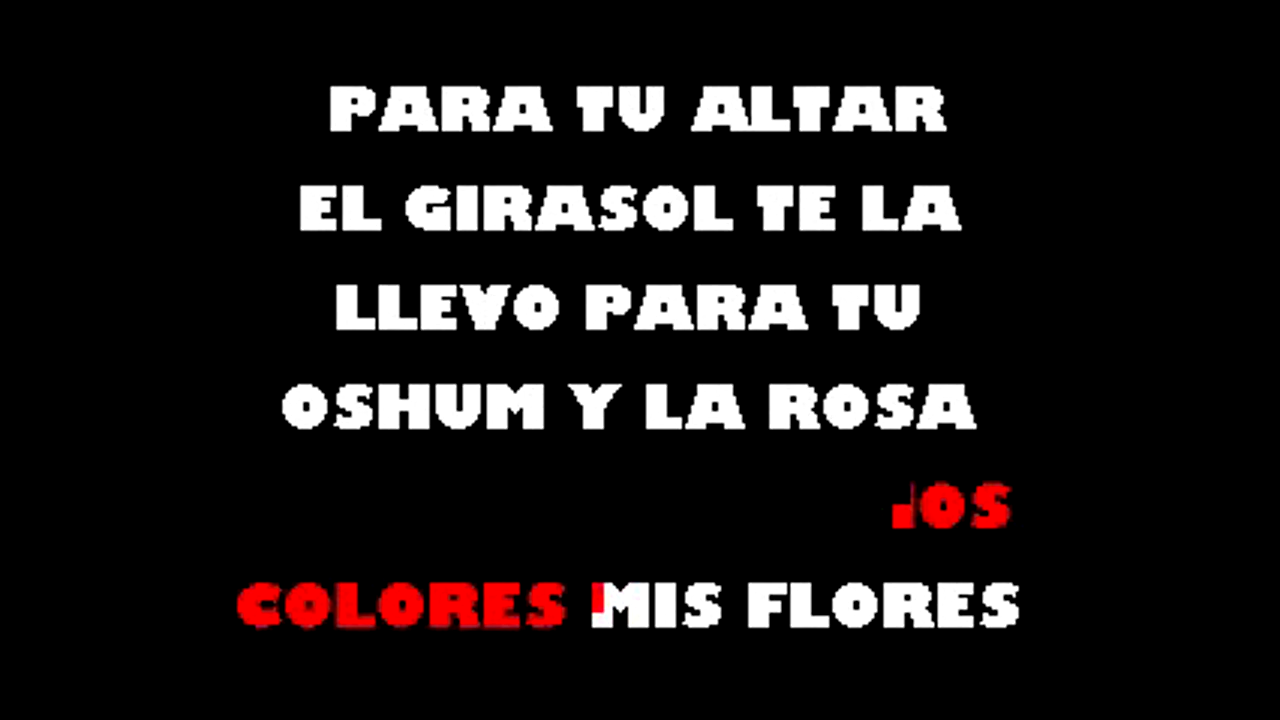 PARA TU ALTAR
EL GIRASOL TE LA
LLEVO PARA TU
OSHUM Y LA ROSA
COLORES MIS FLORES